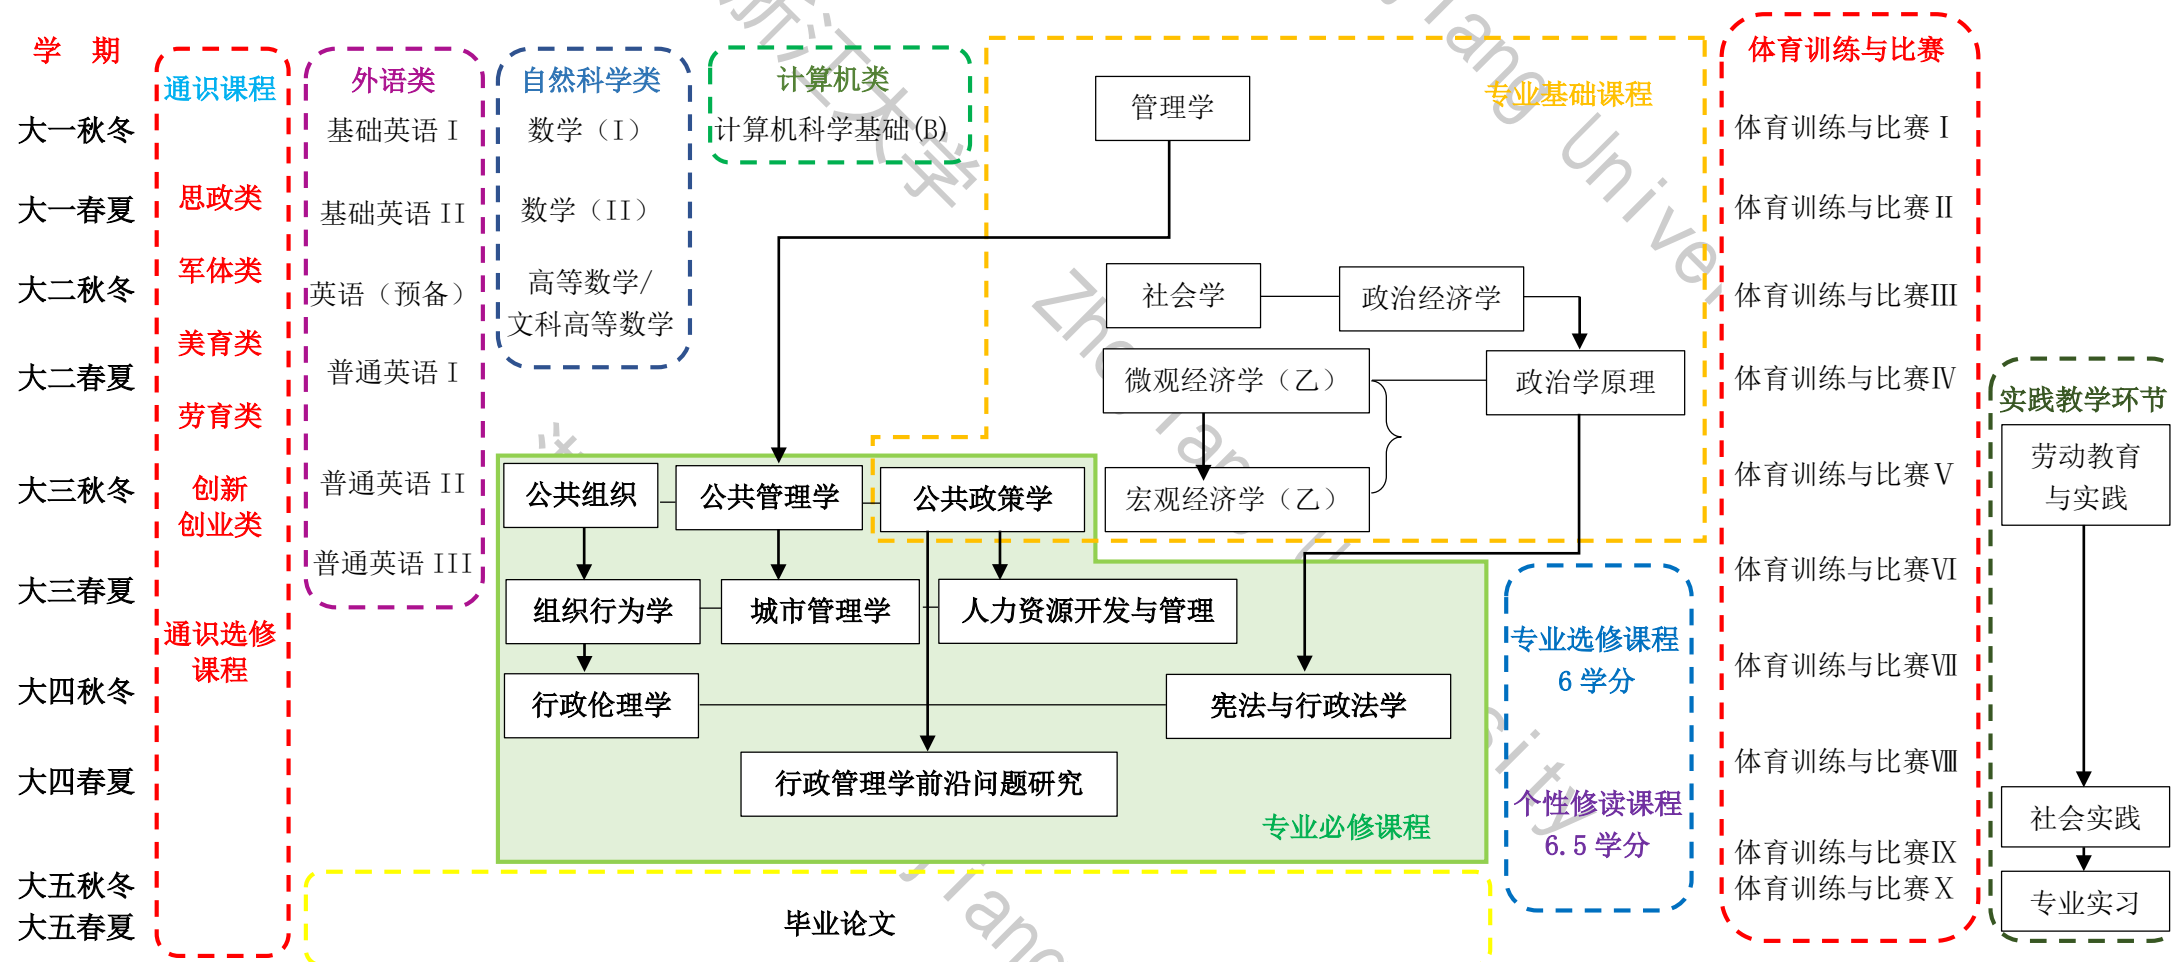 学 期
大一秋冬
大一春夏
大二秋冬
大二春夏
大三秋冬
大三春夏
大四秋冬
大四春夏
大五秋冬
大五春夏
通识课程
思政类
军体类
美育类
劳育类
创新
创业类
通识选修
课程
外语类
基础英语 I
基础英语 II
英语（预备）
普通英语 I
普通英语 II
普通英语 III
自然科学类
数学（I）
数学（II）
高等数学/
文科高等数学
计算机类
计算机科学基础(B)
专业基础课程
管理学
社会学
政治经济学
微观经济学（乙）
政治学原理
宏观经济学（乙）
公共组织
公共管理学
公共政策学
组织行为学
城市管理学
人力资源开发与管理
行政伦理学
宪法与行政法学
行政管理学前沿问题研究
专业必修课程
毕业论文
专业选修课程
6 学分
个性修读课程
6.5 学分
体育训练与比赛
体育训练与比赛Ⅰ
体育训练与比赛Ⅱ
体育训练与比赛Ⅲ
体育训练与比赛Ⅳ
体育训练与比赛Ⅴ
体育训练与比赛Ⅵ
体育训练与比赛Ⅶ
体育训练与比赛Ⅷ
体育训练与比赛Ⅸ
体育训练与比赛Ⅹ
实践教学环节
劳动教育
与实践
社会实践
专业实习
浙江大学